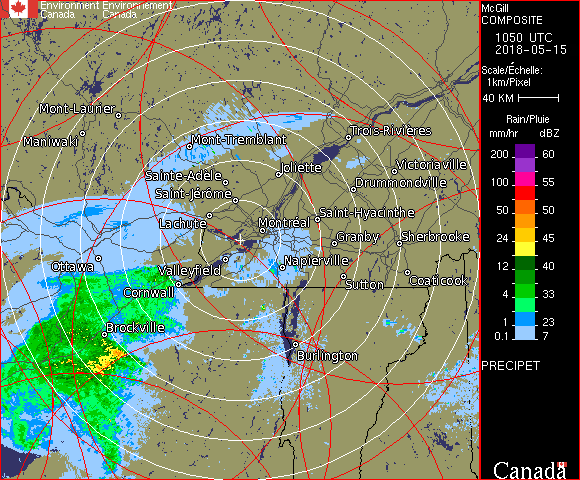 Environment Environnement
Canada Canada
McGill
COMPOSITE
1050 UTC
2018-05-15
Scale/Échelle:
1km/Pixel
40 KM
Rain/Pluie
mm/hr dBZ
200 60
100 55
50 50
24 45
12 40
8 33
4 33
1 23
0.1 7
PRECIPET
Canada
Mont-Laurier
Maniwaki
Mont-Tremblant
Trois-Rivières
Sainte-Adèle
Joliette
Victoriaville
Saint-Jérôme
Drummondville
Lachute
Montréal
Saint-Hyacinthe
Granby
Sherbrooke
Ottawa
Valleyfield
Napierville
Cornwall
Sutton
Coaticook
Brockville
Burlington